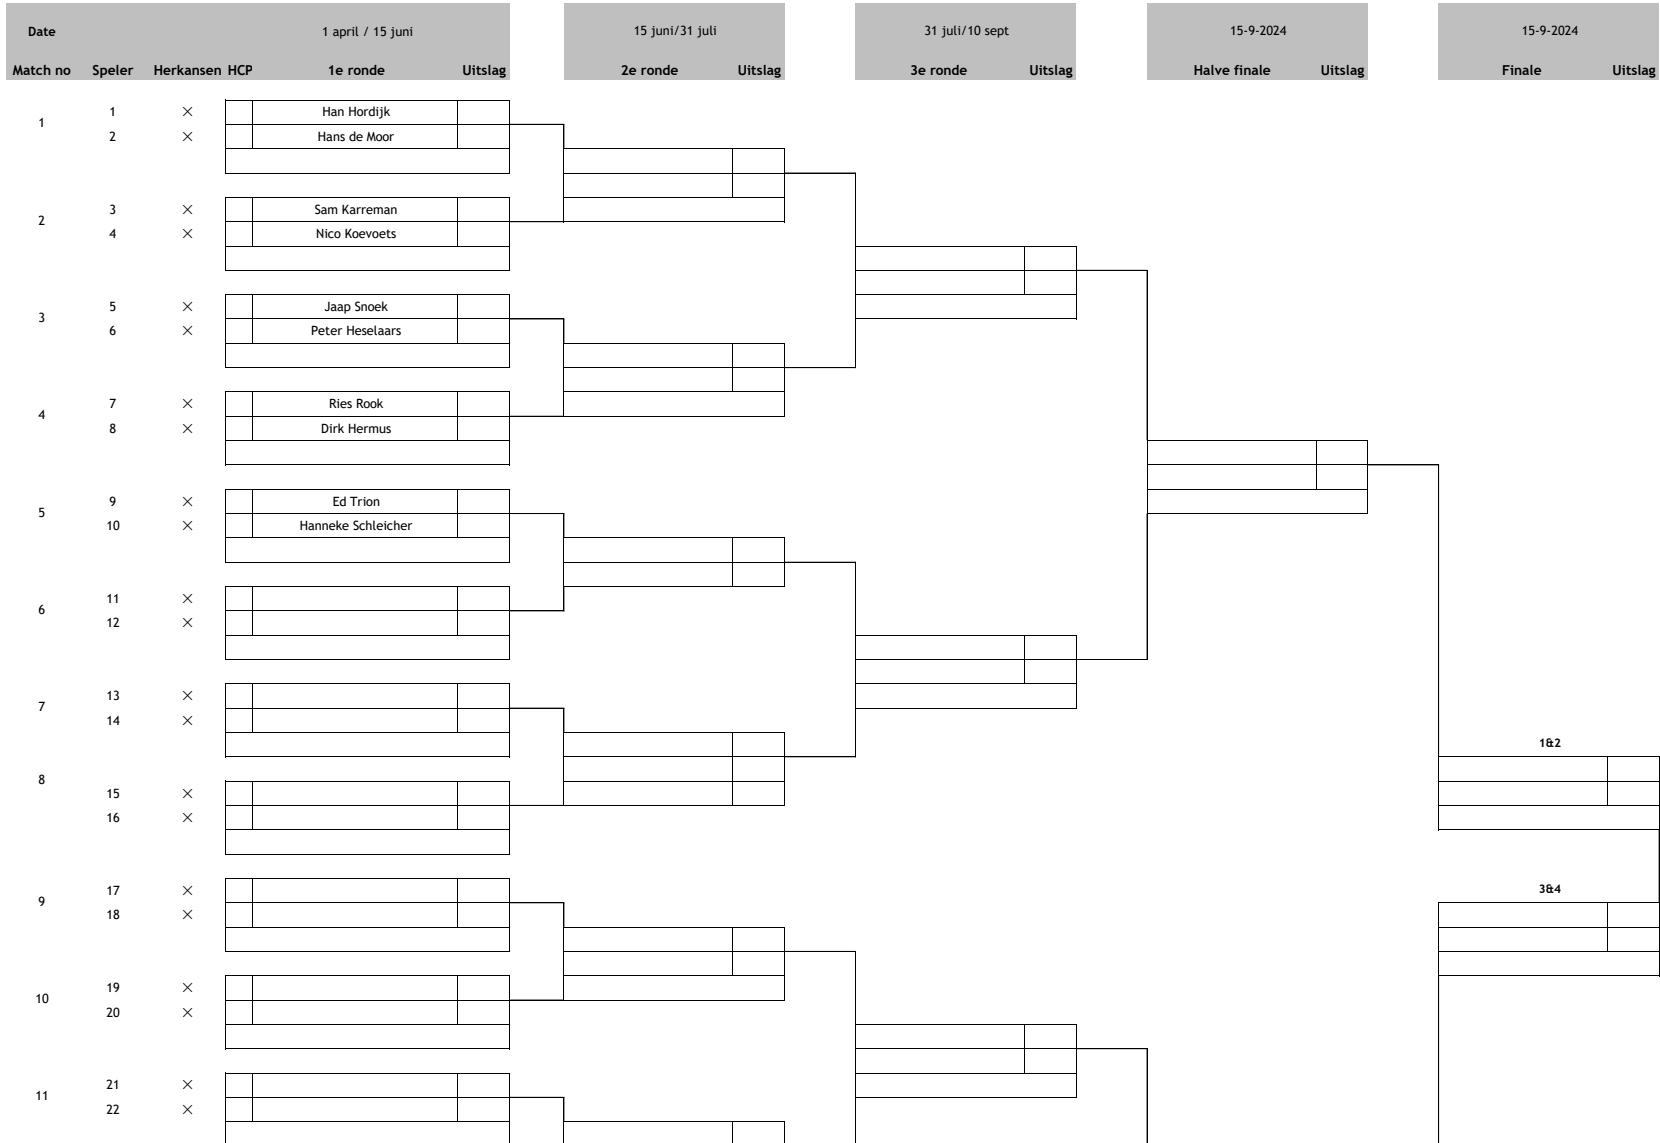 Date 1 april / 15 juni 15 juni/31 juli 31 juli/10 sept 15-9-2024 15-9-2024
Match no Speler Herkansen HCP 1e ronde Uitslag 2e ronde Uitslag 3e ronde Uitslag Halve finale Uitslag Finale Uitslag
1 × Han Hordijk
1
2 × Hans de Moor
3 × Sam Karreman
2
4 × Nico Koevoets
5 × Jaap Snoek
3
6 × Peter Heselaars
7 × Ries Rook
4
8 × Dirk Hermus
9 × Ed Trion
5
10 × Hanneke Schleicher
11 ×
6
12 ×
13 ×
7
14 ×
1&2
8
15 ×
16 ×
17 × 3&4
9
18 ×
19 ×
10
20 ×
21 ×
11
22 ×